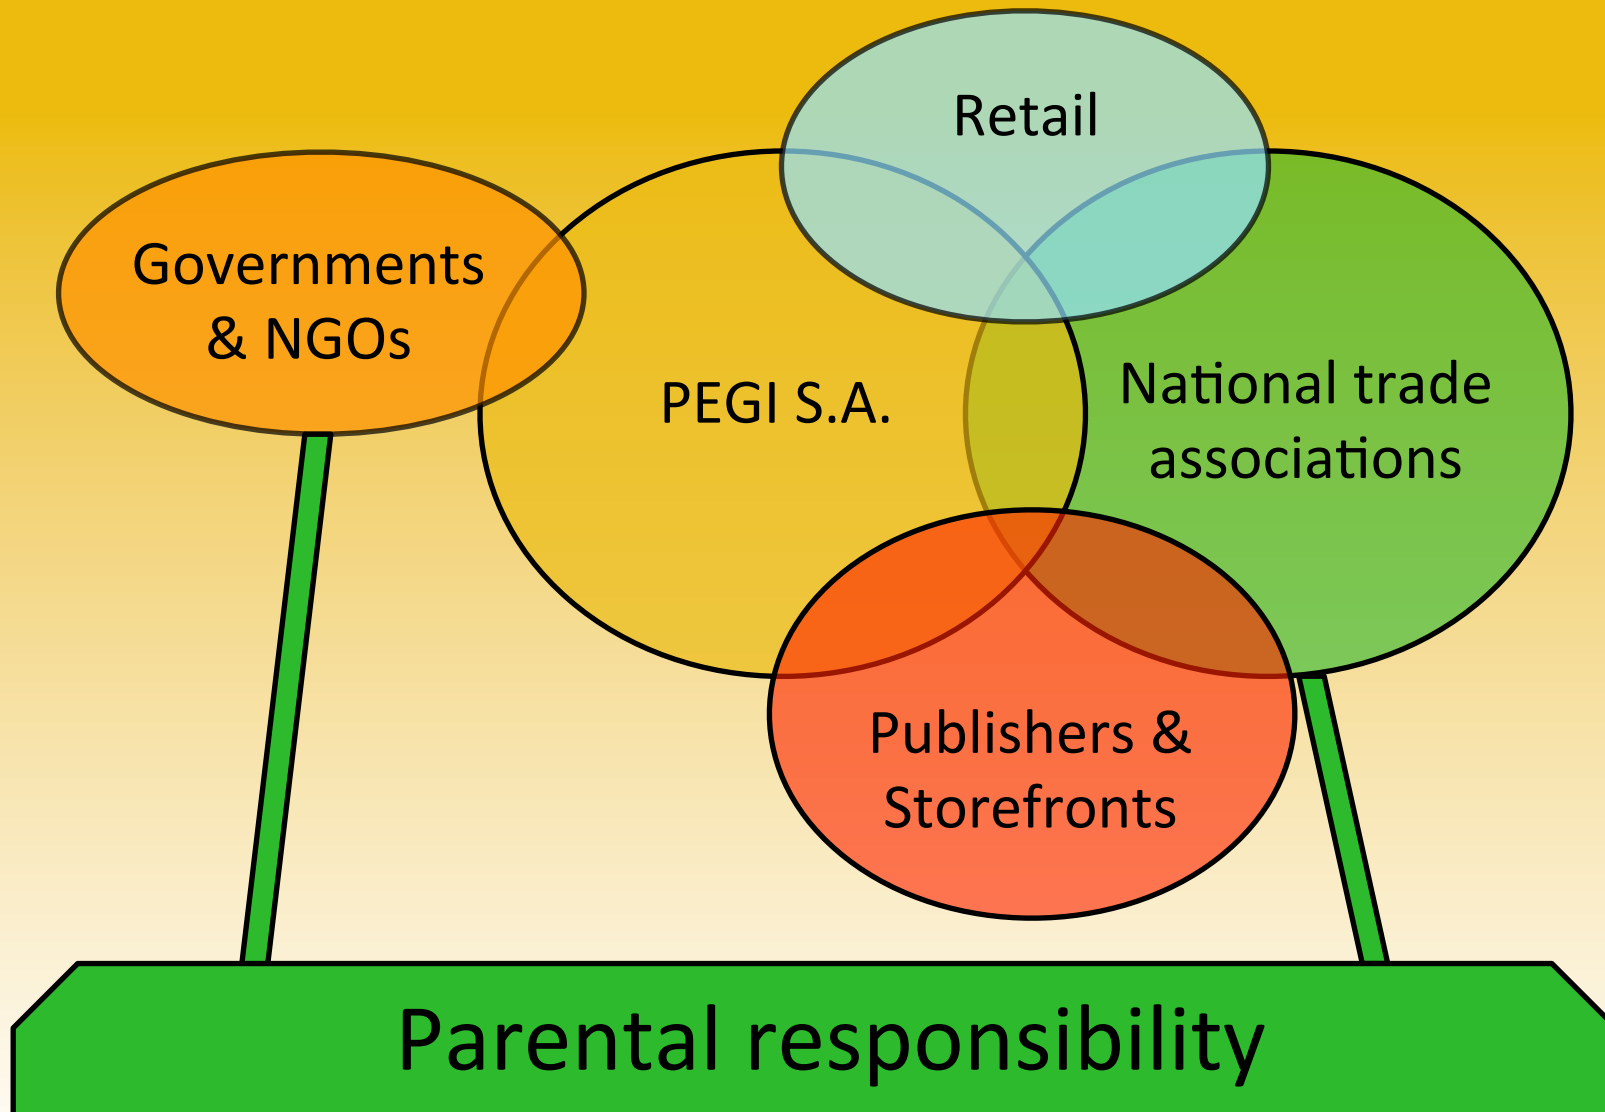 Retail
Governments
& NGOs
PEGI S.A.
National trade
associations
Publishers &
Storefronts
Parental responsibility